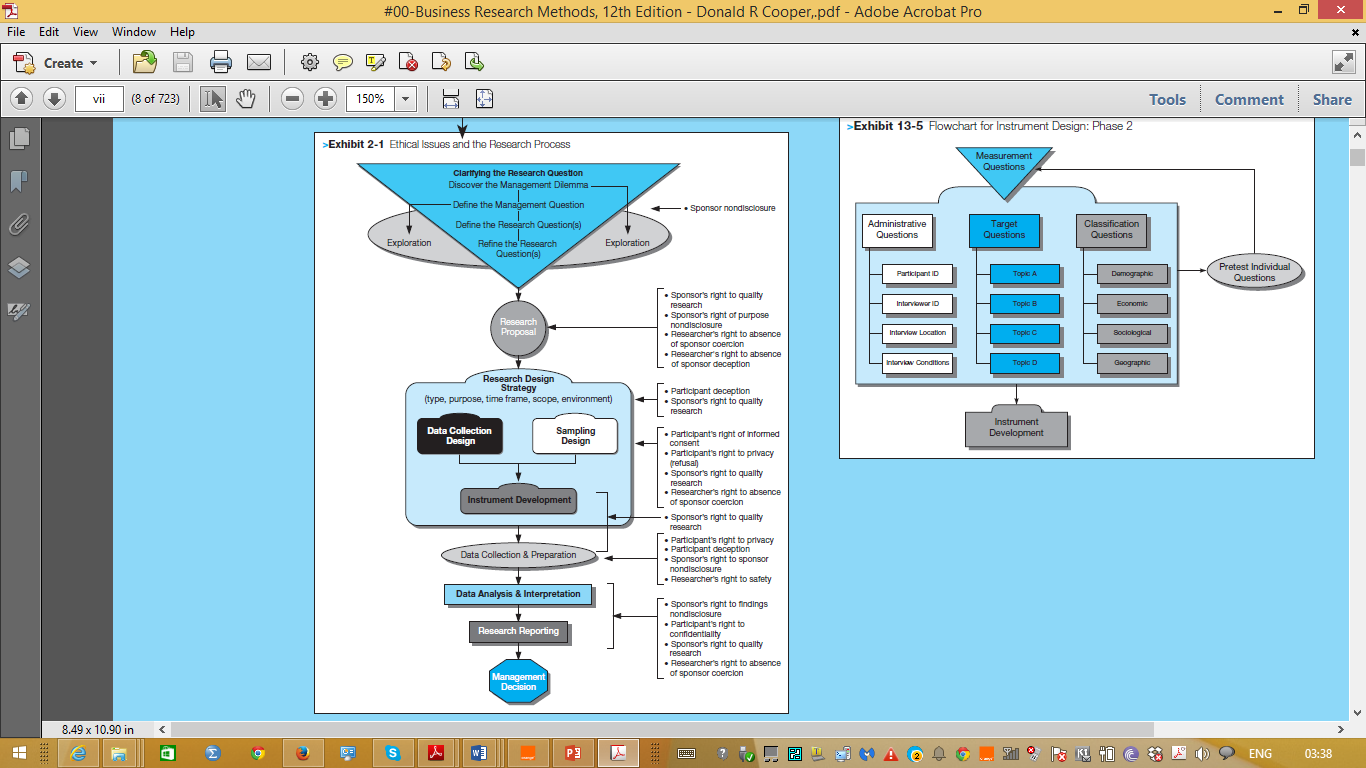 #00-Business Research Methods, 12th Edition - Donald R Cooper,.pdf - Adobe Acrobat Pro
File Edit View Window Help
Create
vii (8 of 723) 150% Tools Comment Share
>Exhibit 2-1 Ethical Issues and the Research Process
Clarifying the Research Question
Discover the Management Dilemma
Define the Management Question
Define the Research Question(s)
Refine the Research
Question(s)
Exploration
Exploration
• Sponsor nondisclosure
Research
Proposal
• Sponsor's right to quality
research
• Sponsor's right of purpose
nondisclosure
• Researcher's right to absence
of sponsor coercion
• Researcher's right to absence
of sponsor deception
Research Design
Strategy
(type, purpose, time frame, scope, environment)
• Participant deception
• Sponsor's right to quality
research
Data Collection
Design
Sampling
Design
• Participant's right of informed
consent
• Participant's right to privacy
(refusal)
• Sponsor's right to quality
research
• Researcher's right to absence
of sponsor coercion
Instrument Development
• Sponsor's right to quality
research
Data Collection & Preparation
• Participant's right to privacy
• Participant deception
• Sponsor's right to sponsor
nondisclosure
• Researcher's right to safety
Data Analysis & Interpretation
Research Reporting
• Sponsor's right to findings
nondisclosure
• Participant's right to
confidentiality
• Sponsor's right to quality
research
• Researcher's right to absence
of sponsor coercion
Management
Decision
>Exhibit 13-5 Flowchart for Instrument Design: Phase 2
Measurement
Questions
Administrative
Questions
Target
Questions
Classification
Questions
Participant ID
Interviewer ID
Interview Location
Interview Conditions
Topic A
Topic B
Topic C
Topic D
Demographic
Economic
Sociological
Geographic
Pretest Individual
Questions
Instrument
Development
8.49 x 10.90 in
ENG 03:38